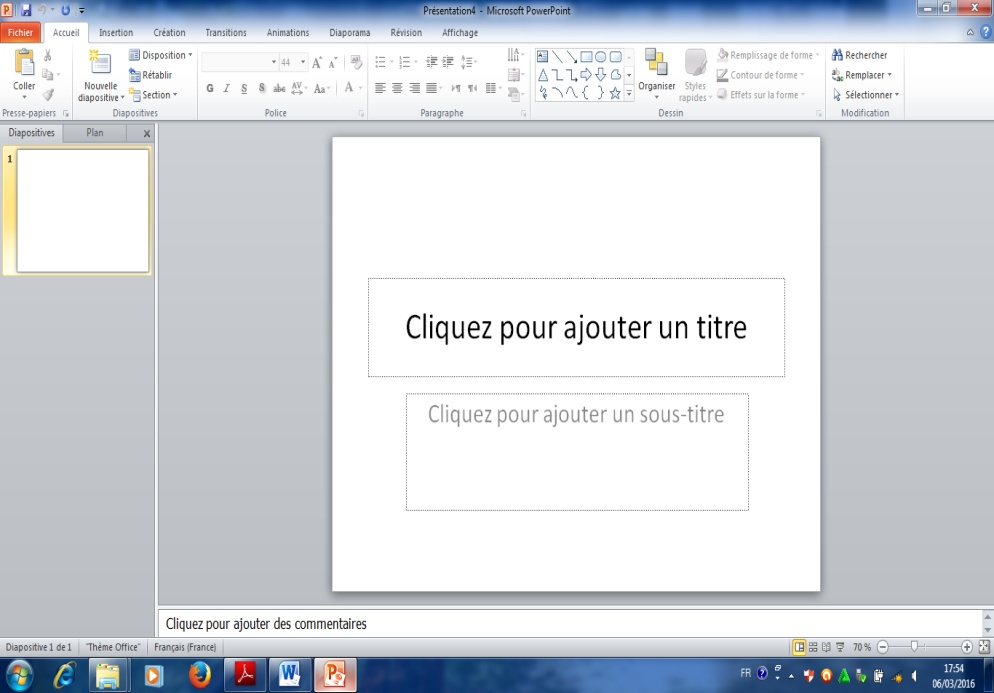 Présentation4 - Microsoft PowerPoint
Fichier Accueil Insertion Création Transitions Animations Diaporama Révision Affichage
Coller
Presse-papiers
Nouvelle diapositive
Disposition
Rétablir
Section
Diapositives
44
G I S S abc AV Aa A
Police
Paragraphe
Organiser
Styles rapides
Remplissage de forme
Contour de forme
Effets sur la forme
Dessin
Rechercher
Remplacer
Sélectionner
Modification
Diapositives Plan x
1
Cliquez pour ajouter un titre
Cliquez pour ajouter un sous-titre
Cliquez pour ajouter des commentaires
Diapositive 1 de 1 "Thème Office" Français (France) 70 %
FR 17:54
06/03/2016